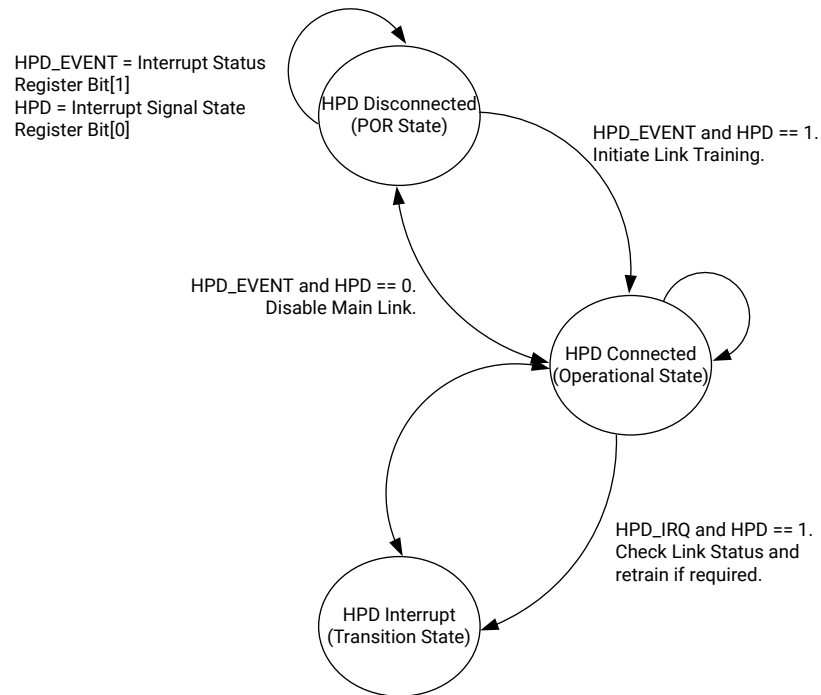 HPD_EVENT = Interrupt Status
Register Bit[1]
HPD = Interrupt Signal State
Register Bit[0]
HPD Disconnected
(POR State)
HPD_EVENT and HPD == 1.
Initiate Link Training.
HPD_EVENT and HPD == 0.
Disable Main Link.
HPD Connected
(Operational State)
HPD_IRQ and HPD == 1.
Check Link Status and
retrain if required.
HPD Interrupt
(Transition State)